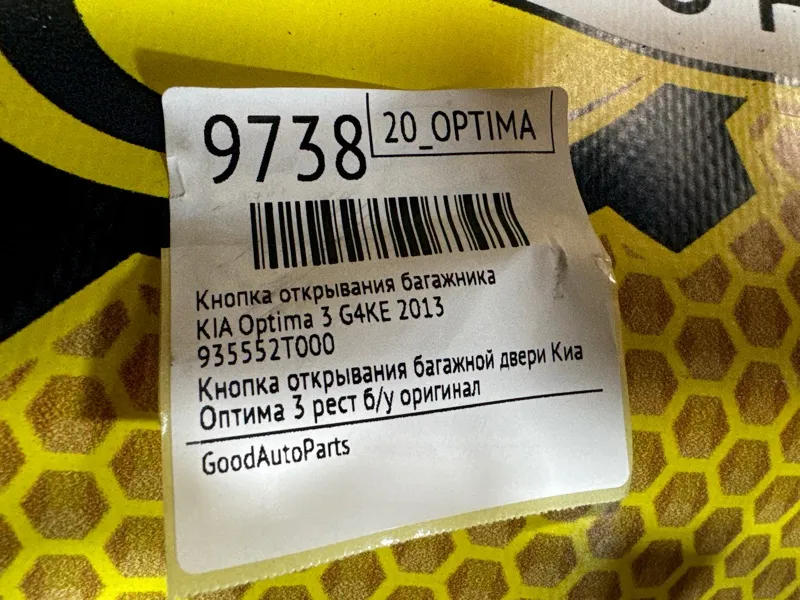 9738
20_OPTIMA
Кнопка открывания багажника
KIA Optima 3 G4KE 2013
935552T000
Кнопка открывания багажной двери Киа
Оптима 3 рест б/у оригинал
GoodAutoParts